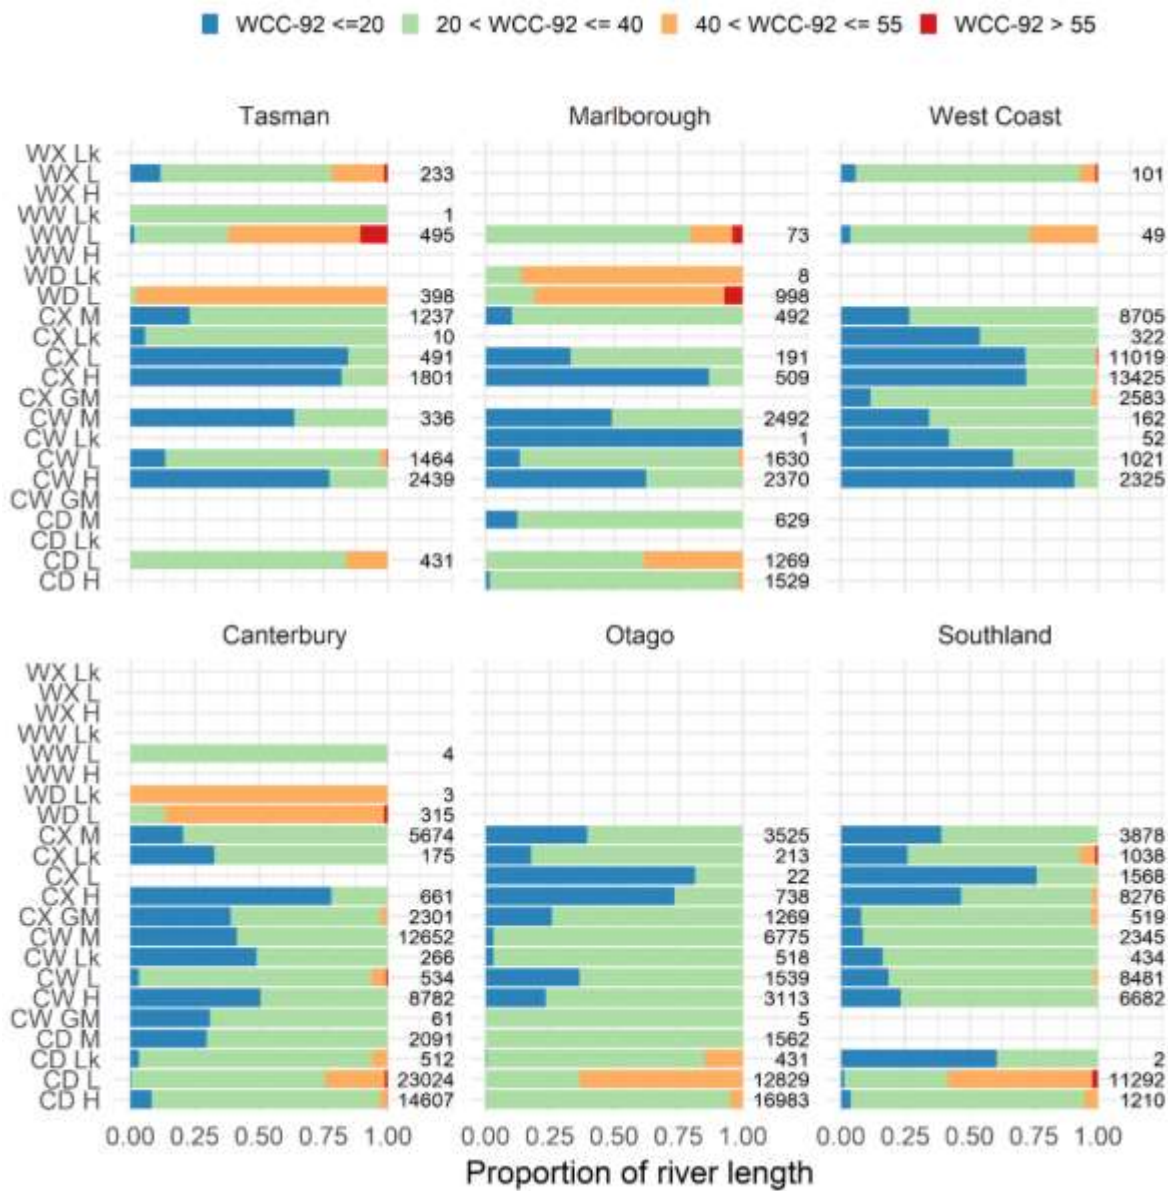 WCC-92 <=20 20 < WCC-92 <= 40 40 < WCC-92 <= 55 WCC-92 > 55
Tasman Marlborough West Coast
WX Lk
WX L 233 101
WX H
WW Lk 1
WW L 495 73 49
WW H
WD Lk 8
WD L 398 998
CX M 1237 492 8705
CX Lk 10 322
CX L 491 191 11019
CX H 1801 509 13425
CX GM 2583
CW M 336 2492 162
CW Lk 1 52
CW L 1464 1630 1021
CW H 2439 2370 2325
CW GM
CD M 629
CD Lk
CD L 431 1269
CD H 1529
Canterbury Otago Southland
WX Lk
WX L
WX H
WW Lk
WW L 4
WW H
WD Lk 3
WD L 315
CX M 5674 3525 3878
CX Lk 175 213 1038
CX L 22 1568
CX H 661 738 8276
CX GM 2301 1269 519
CW M 12652 6775 2345
CW Lk 266 518 434
CW L 534 1539 8481
CW H 8782 3113 6682
CW GM 61 5
CD M 2091 1562
CD Lk 512 431 2
CD L 23024 12829 11292
CD H 14607 16983 1210
0.00 0.25 0.50 0.75 1.00 0.00 0.25 0.50 0.75 1.00 0.00 0.25 0.50 0.75 1.00
Proportion of river length